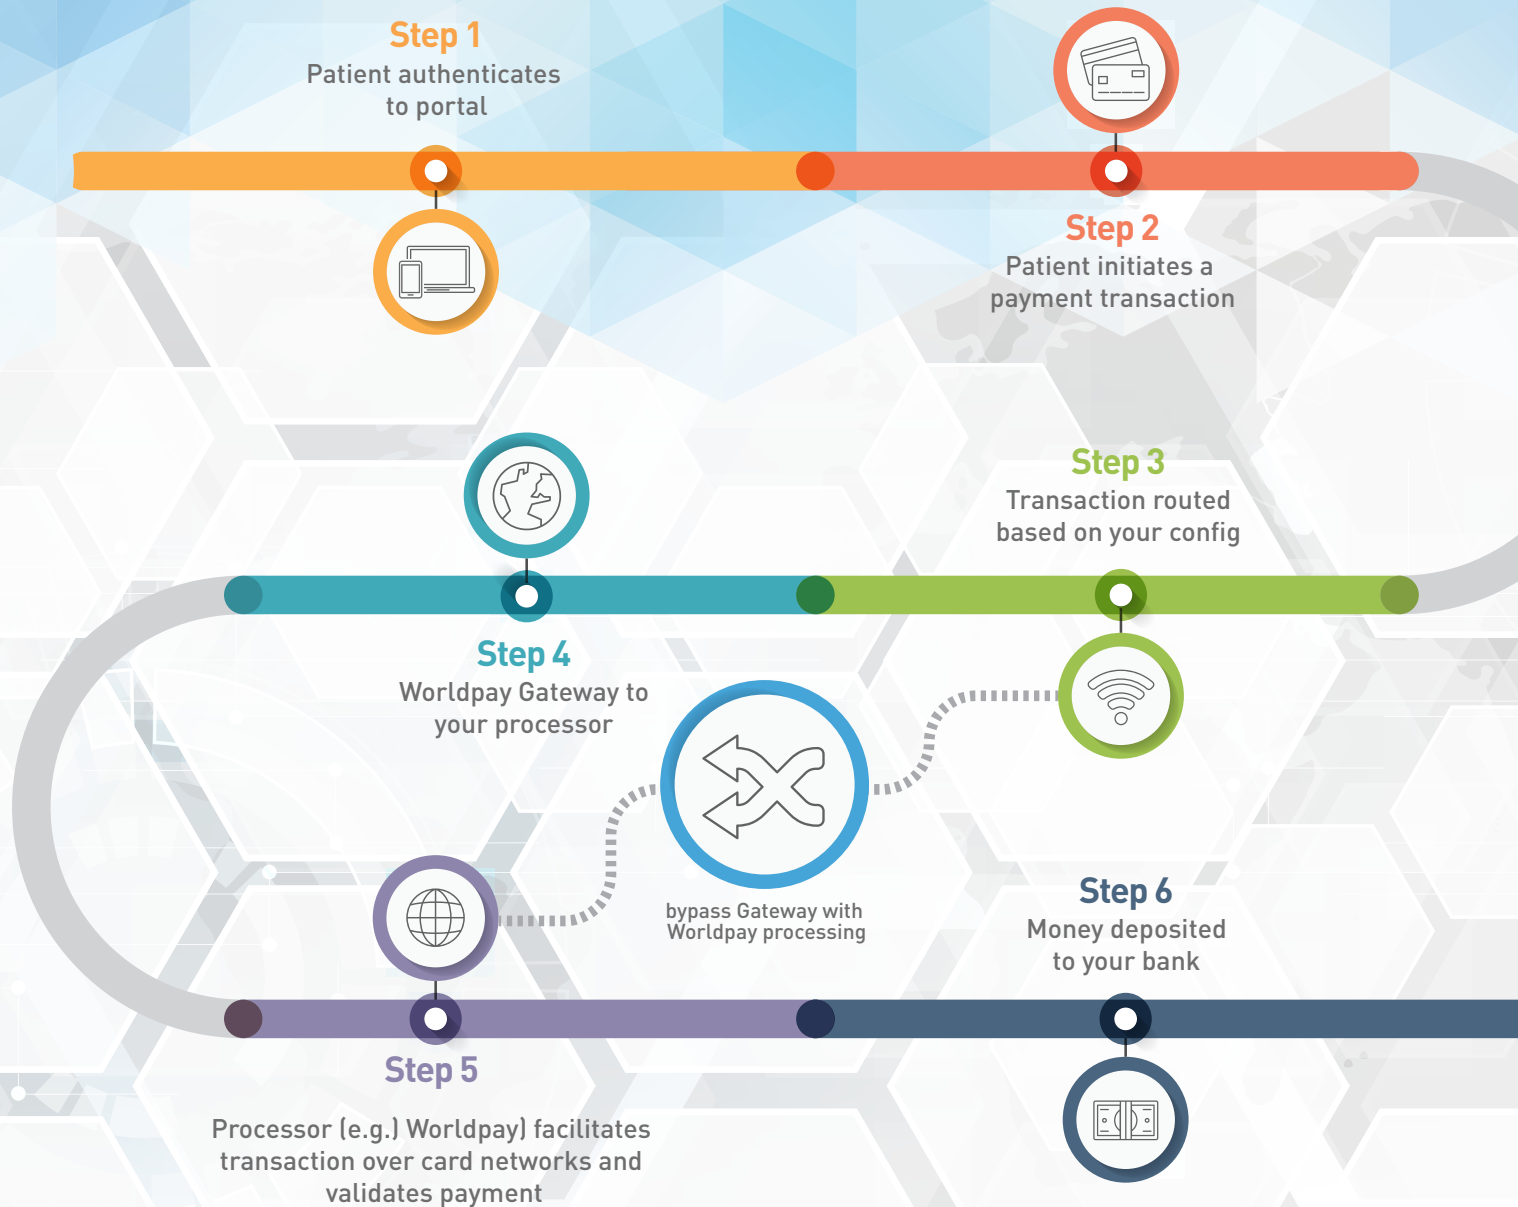 Step 1
Patient authenticates
to portal
Step 2
Patient initiates a
payment transaction
Step 3
Transaction routed
based on your config
Step 4
Worldpay Gateway to
your processor
bypass Gateway with
Worldpay processing
Step 5
Processor (e.g.) Worldpay) facilitates
transaction over card networks and
validates payment
Step 6
Money deposited
to your bank